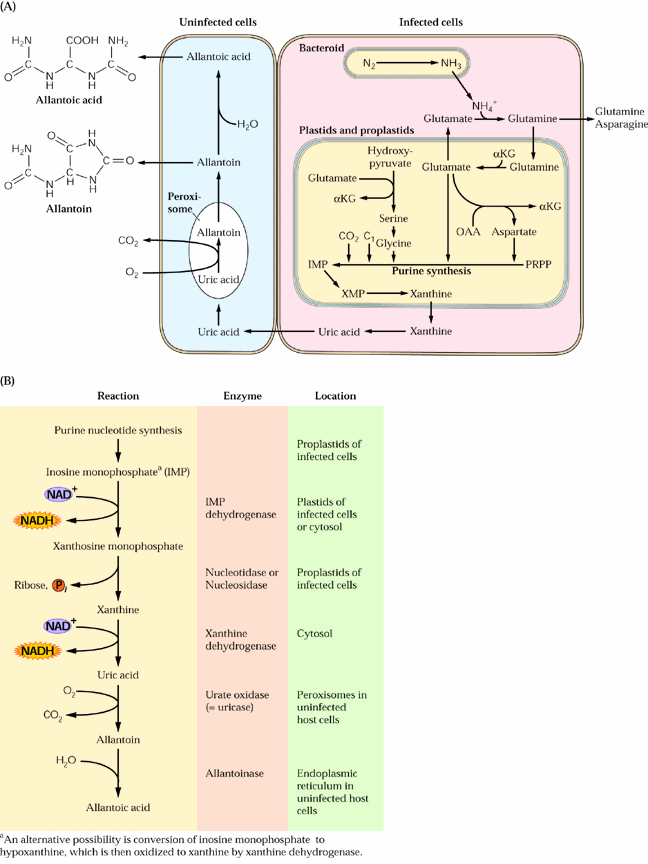 (A)
Uninfected cells
Infected cells
H₂N
COOH
NH₂
C
C
C
O
N
H
H
N
H
O
Allantoic acid
O
H
C
N
H₂N
C
C
O
C
C
O
N
H
H
N
H
Allantoin
Allantoic acid
H₂O
Allantoin
Peroxi-
some
Allantoin
CO₂
O₂
Uric acid
Uric acid
Bacteroid
N₂
NH₃
NH₄⁺
Glutamate
Glutamine
Glutamine
Asparagine
Plastids and proplastids
Hydroxy-
pyruvate
Glutamate
αKG
Serine
Glycine
CO₂
C₁
Glutamate
αKG
Glutamine
αKG
OAA
Aspartate
IMP
Purine synthesis
PRPP
XMP
Xanthine
Uric acid
Xanthine
(B)
Reaction
Enzyme
Location
Purine nucleotide synthesis
Proplastids of
infected cells
Inosine monophosphateᵃ (IMP)
NAD⁺
NADH
IMP
dehydrogenase
Plastids of
infected cells
or cytosol
Xanthosine monophosphate
Ribose, Pi
Nucleotidase or
Nucleosidase
Proplastids of
infected cells
Xanthine
NAD⁺
NADH
Xanthine
dehydrogenase
Cytosol
Uric acid
O₂
CO₂
Urate oxidase
(= uricase)
Peroxisomes in
uninfected
host cells
Allantoin
H₂O
Allantoinase
Endoplasmic
reticulum in
uninfected host
cells
Allantoic acid
ᵃAn alternative possibility is conversion of inosine monophosphate to
hypoxanthine, which is then oxidized to xanthine by xanthine dehydrogenase.